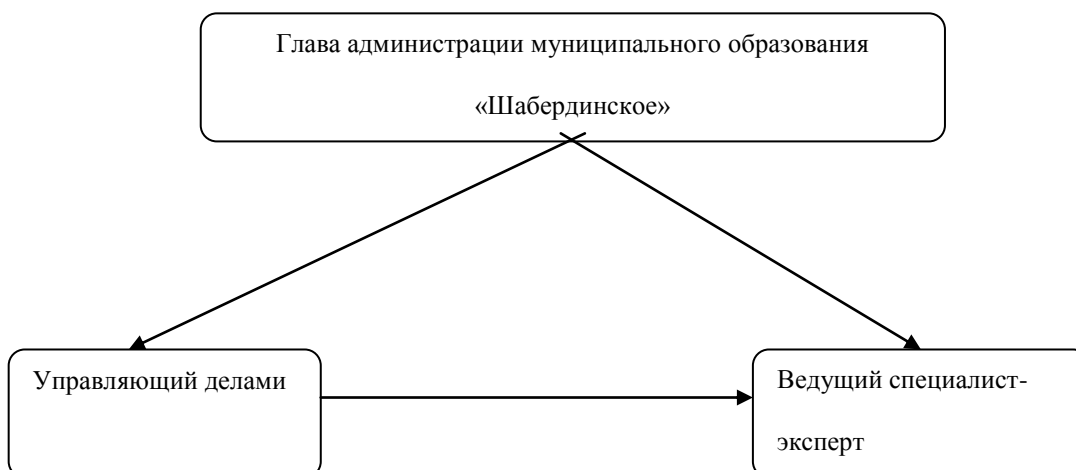 Глава администрации муниципального образования
«Шабердинское»
Управляющий делами
Ведущий специалист-
эксперт